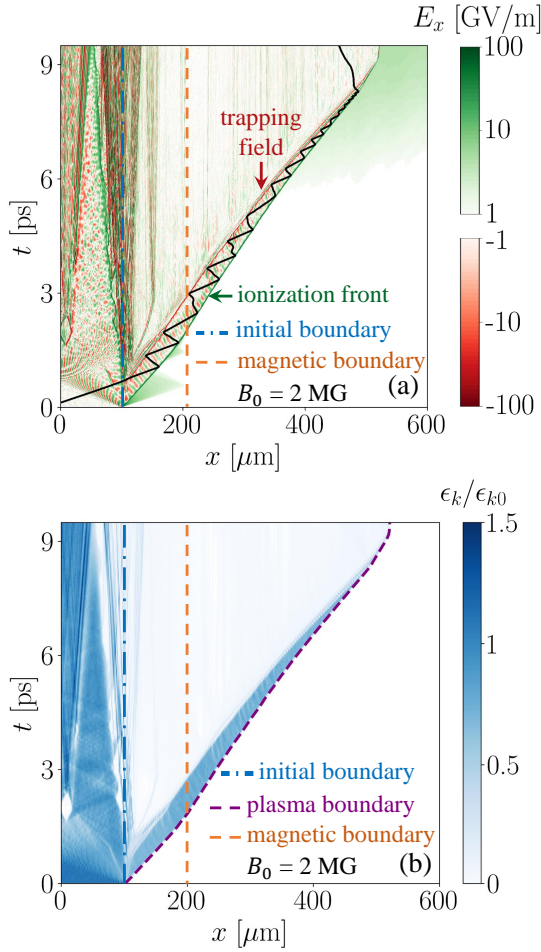 E_x [GV/m]
100
10
1
-1
-10
-100
9
6
3
0
t [ps]
trapping
field
ionization front
initial boundary
magnetic boundary
B_0 = 2 MG
(a)
0
200
400
600
x [μm]
ϵ_k/ϵ_{k0}
1.5
1
0.5
0
9
6
3
0
t [ps]
initial boundary
plasma boundary
magnetic boundary
B_0 = 2 MG
(b)
0
200
400
600
x [μm]